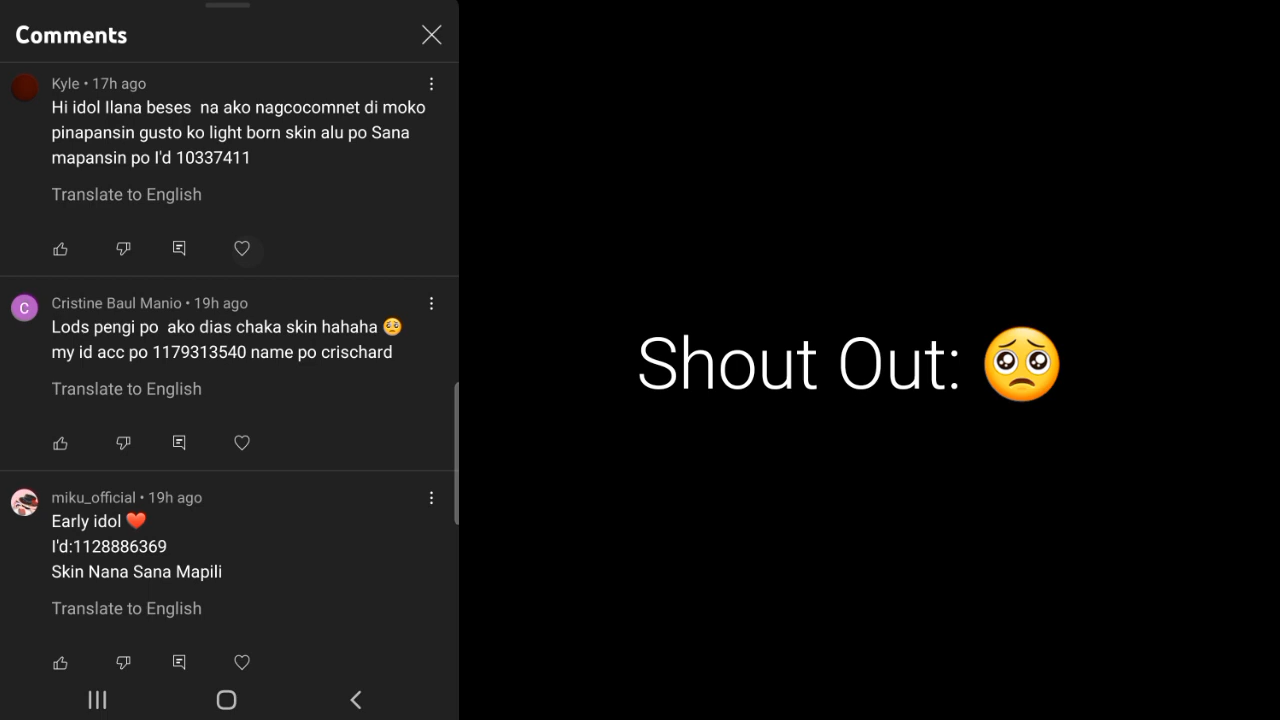 Comments
Kyle • 17h ago
Hi idol Ilana beses  na ako nagcocomnet di moko
pinapansin gusto ko light born skin alu po Sana
mapansin po I'd 10337411
Translate to English
Cristine Baul Manio • 19h ago
C
Lods pengi po  ako dias chaka skin hahaha 🥺
my id acc po 1179313540 name po crischard
Translate to English
miku_official • 19h ago
Early idol ❤️
I'd:1128886369
Skin Nana Sana Mapili
Translate to English
Shout Out: 🥺